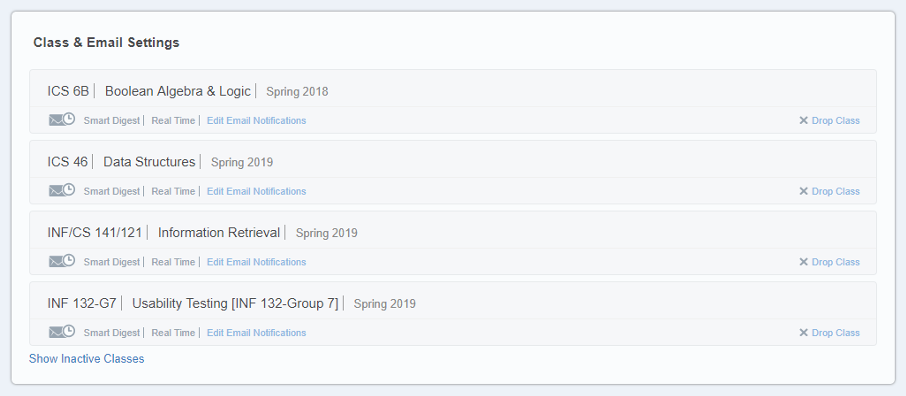 Class & Email Settings
ICS 6B | Boolean Algebra & Logic | Spring 2018
Smart Digest | Real Time | Edit Email Notifications ✕ Drop Class
ICS 46 | Data Structures | Spring 2019
Smart Digest | Real Time | Edit Email Notifications ✕ Drop Class
INF/CS 141/121 | Information Retrieval | Spring 2019
Smart Digest | Real Time | Edit Email Notifications ✕ Drop Class
INF 132-G7 | Usability Testing [INF 132-Group 7] | Spring 2019
Smart Digest | Real Time | Edit Email Notifications ✕ Drop Class
Show Inactive Classes